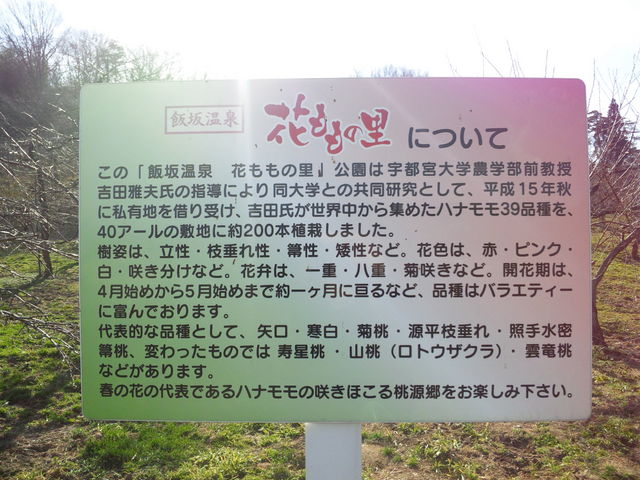 飯坂温泉 花ももの里 について
この「飯坂温泉 花ももの里」公園は宇都宮大学農学部前教授
吉田雅夫氏の指導により同大学との共同研究として、平成15年秋
に私有地を借り受け、吉田氏が世界中から集めたハナモモ39品種を、
40アールの敷地に約200本植栽しました。
樹姿は、立性・枝垂れ性・箒性・矮性など。花色は、赤・ピンク・
白・咲き分けなど。花弁は、一重・八重・菊咲きなど。開花期は、
4月始めから5月始めまで約一ヶ月に亘るなど、品種はバラエティー
に富んでおります。
代表的な品種として、矢口・寒白・菊桃・源平枝垂れ・照手水密
箒桃、変わったものでは 寿星桃・山桃（ロトウザクラ）・雲竜桃
などがあります。
春の花の代表であるハナモモの咲きほこる桃源郷をお楽しみ下さい。